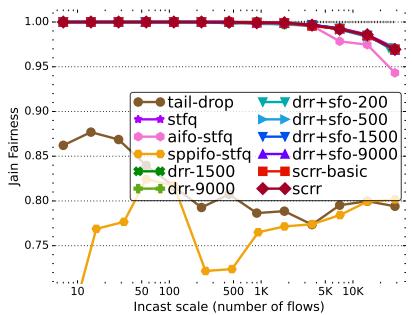 1.00
0.95
0.90
0.85
0.80
0.75
Jain Fairness
tail-drop
stfq
aifo-stfq
sppifo-stfq
drr-1500
drr-9000
drr+sfo-200
drr+sfo-500
drr+sfo-1500
drr+sfo-9000
scrr-basic
scrr
10 50 100 500 1K 5K 10K
Incast scale (number of flows)